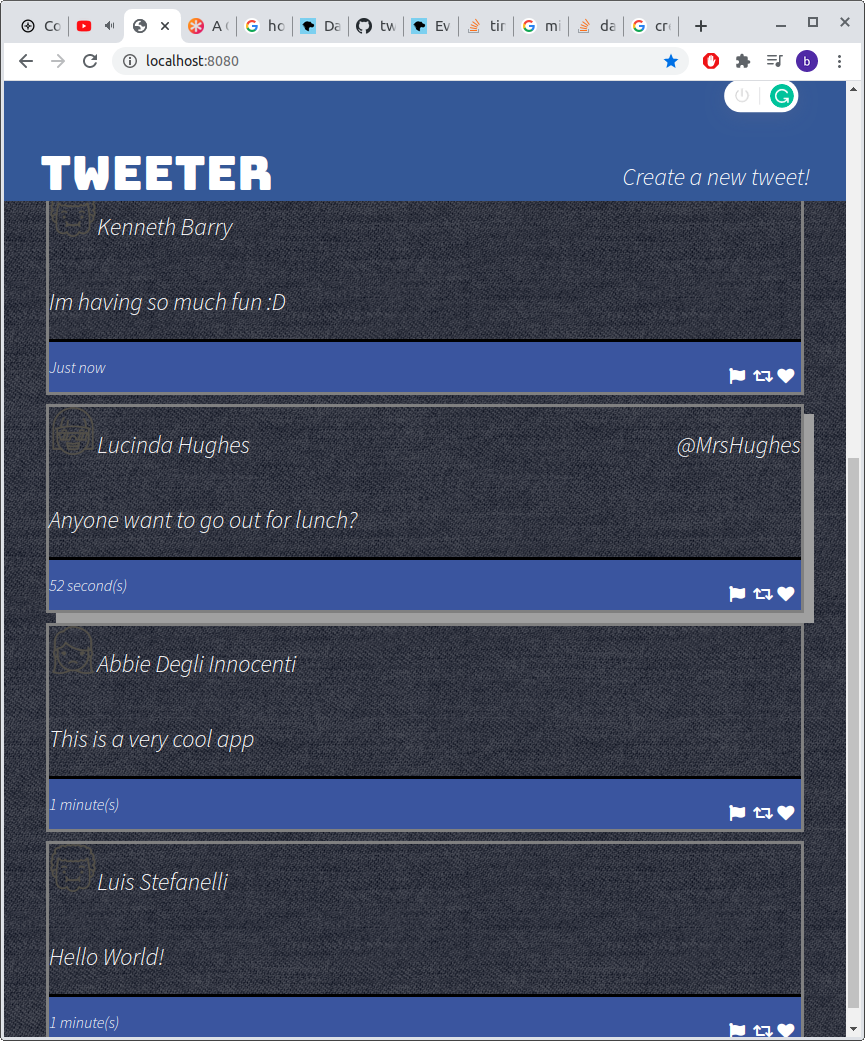 Co
A C
ho
Da
tw
Ev
tir
mi
da
cre
localhost:8080
b
TWEETER
Create a new tweet!
Kenneth Barry
Im having so much fun :D
Just now
Lucinda Hughes @MrsHughes
Anyone want to go out for lunch?
52 second(s)
Abbie Degli Innocenti
This is a very cool app
1 minute(s)
Luis Stefanelli
Hello World!
1 minute(s)